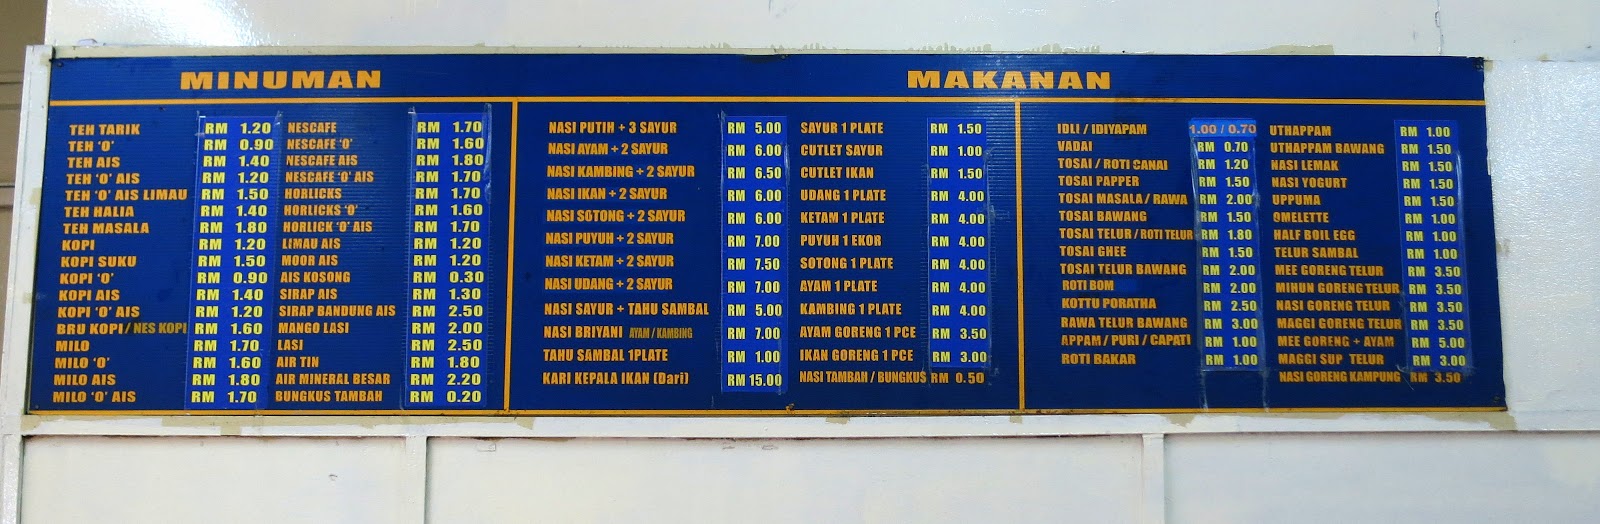 MINUMAN
TEH TARIK RM 1.20
TEH 'O' RM 0.90
TEH AIS RM 1.40
TEH 'O' AIS RM 1.20
TEH 'O' AIS LIMAU RM 1.50
TEH HALIA RM 1.40
TEH MASALA RM 1.80
KOPI RM 1.20
KOPI SUKU RM 1.50
KOPI 'O' RM 0.90
KOPI AIS RM 1.40
KOPI 'O' AIS RM 1.20
BRU KOPI / NES KOPI RM 1.60
MILO RM 1.70
MILO 'O' RM 1.60
MILO AIS RM 1.80
MILO 'O' AIS RM 1.70
NESCAFE RM 1.70
NESCAFE 'O' RM 1.60
NESCAFE AIS RM 1.80
NESCAFE 'O' AIS RM 1.70
HORLICKS RM 1.70
HORLICKS 'O' RM 1.60
HORLICK 'O' AIS RM 1.70
LIMAU AIS RM 1.20
MOOR AIS RM 1.20
AIS KOSONG RM 0.30
SIRAP AIS RM 1.30
SIRAP BANDUNG AIS RM 2.50
MANGO LASI RM 2.00
LASI RM 2.50
AIR TIN RM 1.80
AIR MINERAL BESAR RM 2.20
BUNGKUS TAMBAH RM 0.20
MAKANAN
NASI PUTIH + 3 SAYUR RM 5.00
NASI AYAM + 2 SAYUR RM 6.00
NASI KAMBING + 2 SAYUR RM 6.50
NASI IKAN + 2 SAYUR RM 6.00
NASI SOTONG + 2 SAYUR RM 6.00
NASI PUYUH + 2 SAYUR RM 7.00
NASI KETAM + 2 SAYUR RM 7.50
NASI UDANG + 2 SAYUR RM 7.00
NASI SAYUR + TAHU SAMBAL RM 5.00
NASI BRIYANI AYAM / KAMBING RM 7.00
TAHU SAMBAL 1PLATE RM 1.00
KARI KEPALA IKAN (Dari) RM 15.00
SAYUR 1 PLATE RM 1.50
CUTLET SAYUR RM 1.00
CUTLET IKAN RM 1.50
UDANG 1 PLATE RM 4.00
KETAM 1 PLATE RM 4.00
PUYUH 1 EKOR RM 4.00
SOTONG 1 PLATE RM 4.00
AYAM 1 PLATE RM 4.00
KAMBING 1 PLATE RM 4.00
AYAM GORENG 1 PCE RM 3.50
IKAN GORENG 1 PCE RM 3.00
NASI TAMBAH / BUNGKUS RM 0.50
IDLI / IDIYAPAM 1.00 / 0.70
VADAI RM 0.70
TOSAI / ROTI CANAI RM 1.20
TOSAI PAPPER RM 1.50
TOSAI MASALA / RAWA RM 2.00
TOSAI BAWANG RM 1.50
TOSAI TELUR / ROTI TELUR RM 1.80
TOSAI GHEE RM 1.50
TOSAI TELUR BAWANG RM 2.00
ROTI BOM RM 2.00
KOTTU PORATHA RM 2.50
RAWA TELUR BAWANG RM 3.00
APPAM / PURI / CAPATI RM 1.00
ROTI BAKAR RM 1.00
UTHAPPAM RM 1.00
UTHAPPAM BAWANG RM 1.50
NASI LEMAK RM 1.50
NASI YOGURT RM 1.50
UPPUMA RM 1.50
OMELETTE RM 1.00
HALF BOIL EGG RM 1.00
TELUR SAMBAL RM 1.00
MEE GORENG TELUR RM 3.50
MIHUN GORENG TELUR RM 3.50
NASI GORENG TELUR RM 3.50
MAGGI GORENG TELUR RM 3.50
MEE GORENG + AYAM RM 5.00
MAGGI SUP TELUR RM 3.00
NASI GORENG KAMPUNG RM 3.50